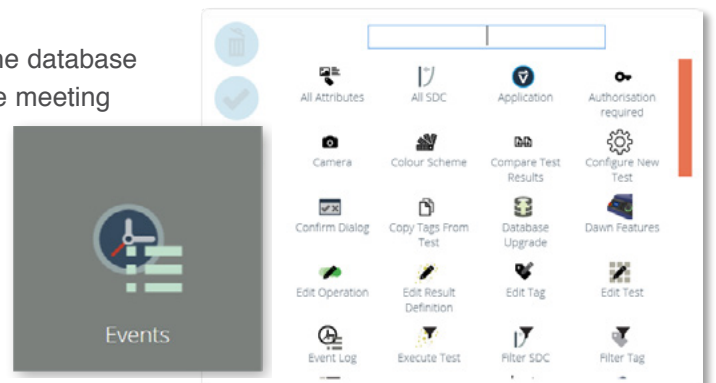 ne database
e meeting
Events
All Attributes
All SDC
Application
Authorisation
required
Camera
Colour Scheme
Compare Test
Results
Configure New
Test
Confirm Dialog
Copy Tags From
Test
Database
Upgrade
Dawn Features
Edit Operation
Edit Result
Definition
Edit Tag
Edit Test
Event Log
Execute Test
Filter SDC
Filter Tag